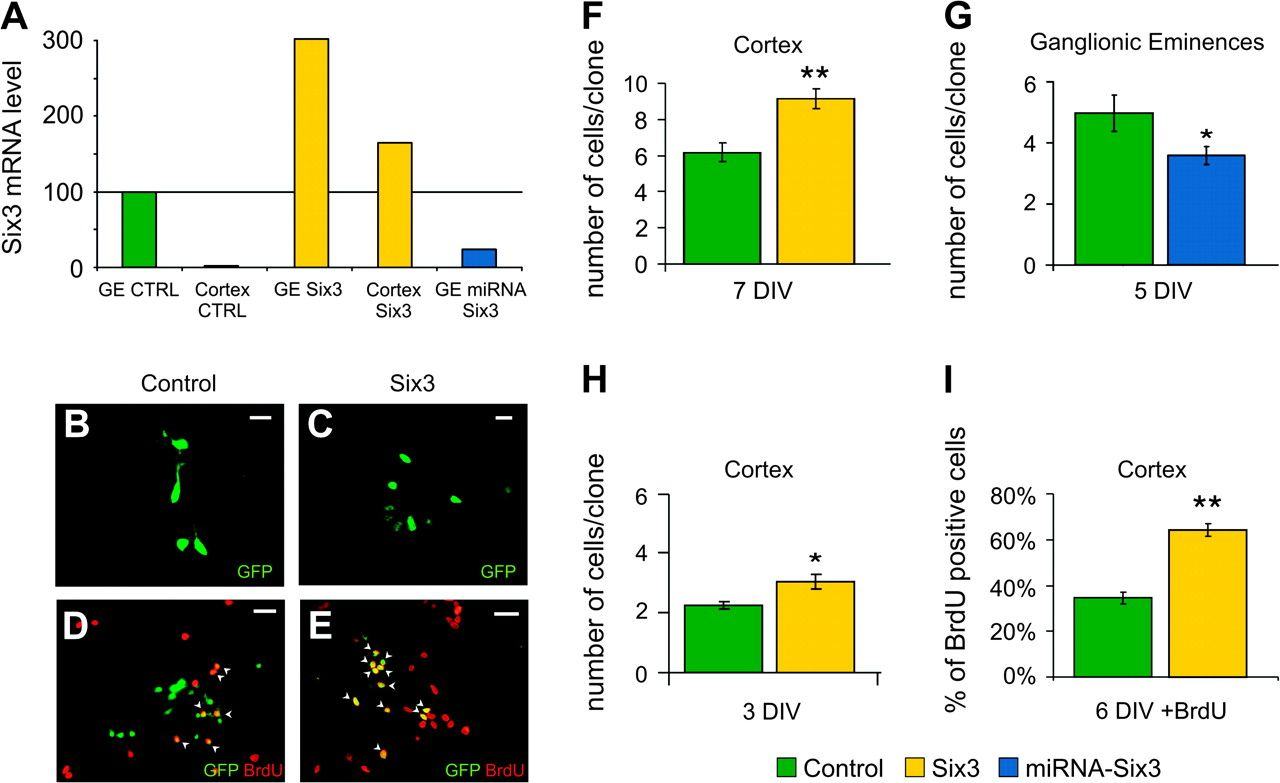 A
Six3 mRNA level
300
200
100
0
GE CTRL
Cortex
CTRL
GE Six3
Cortex
Six3
GE miRNA
Six3
F
Cortex
number of cells/clone
10
8
6
4
2
0
**
7 DIV
G
Ganglionic Eminences
number of cells/clone
6
4
2
0
*
5 DIV
Control
Six3
B
GFP
C
GFP
D
GFP BrdU
E
GFP BrdU
H
Cortex
number of cells/clone
6
4
2
0
*
3 DIV
I
Cortex
% of BrdU positive cells
80%
60%
40%
20%
0%
**
6 DIV +BrdU
Control
Six3
miRNA-Six3